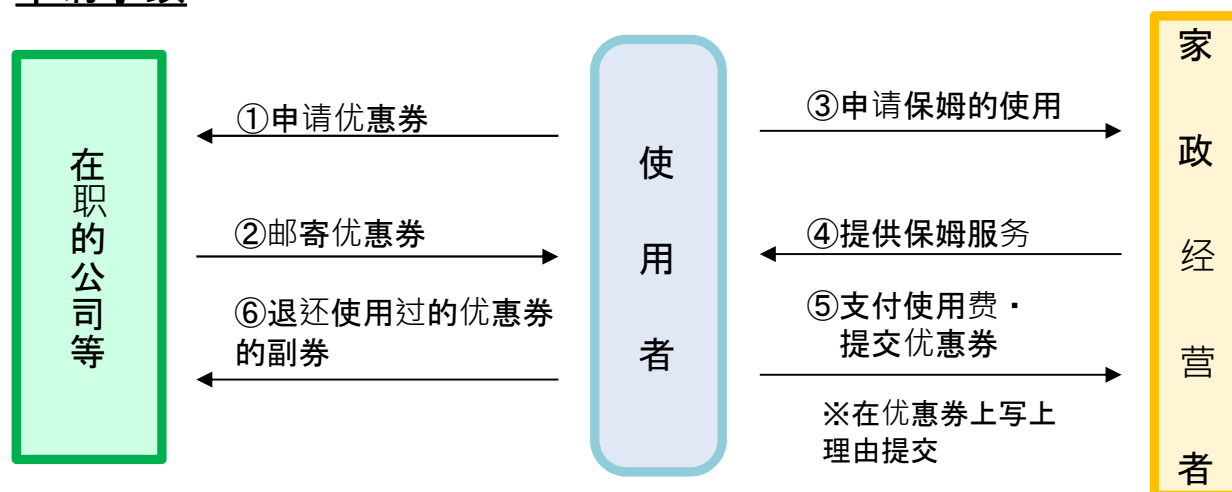 在职的公司等
①申请优惠券
②邮寄优惠券
⑥退还使用过的优惠券
的副券
使用者
③申请保姆的使用
④提供保姆服务
⑤支付使用费・
提交优惠券
※在优惠券上写上
理由提交
家政经营者